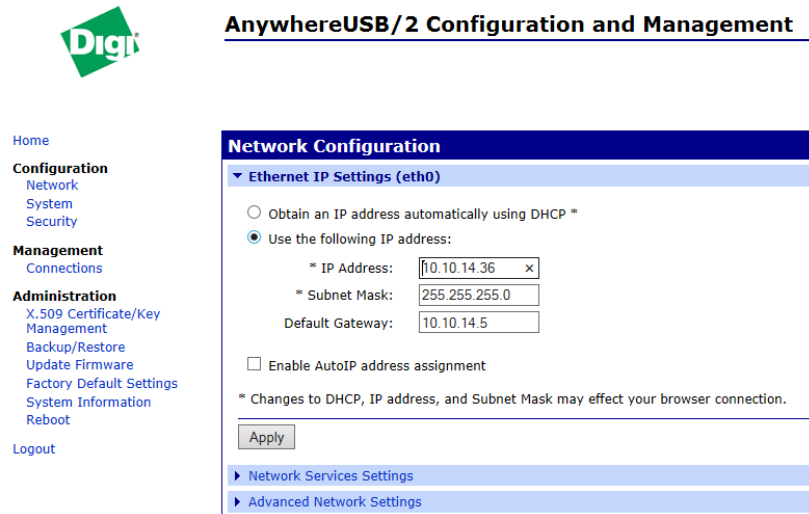 Digi
AnywhereUSB/2 Configuration and Management
Home
Configuration
Network
System
Security
Management
Connections
Administration
X.509 Certificate/Key
Management
Backup/Restore
Update Firmware
Factory Default Settings
System Information
Reboot
Logout
Network Configuration
Ethernet IP Settings (eth0)
Obtain an IP address automatically using DHCP *
Use the following IP address:
* IP Address: 10.10.14.36 ×
* Subnet Mask: 255.255.255.0
Default Gateway: 10.10.14.5
Enable AutoIP address assignment
* Changes to DHCP, IP address, and Subnet Mask may effect your browser connection.
Apply
Network Services Settings
Advanced Network Settings